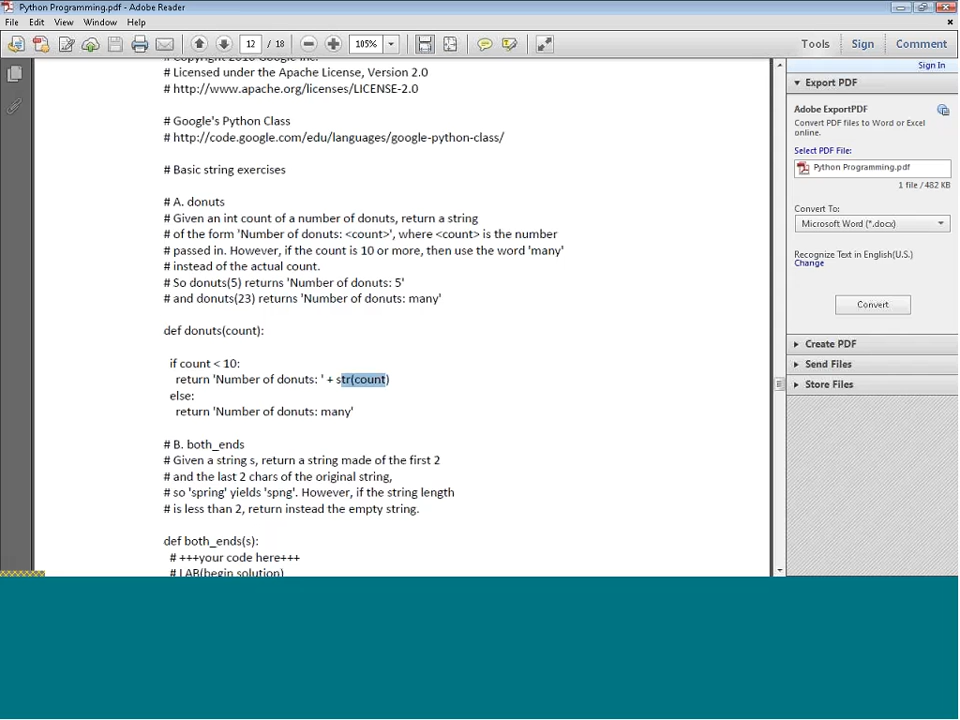 Python Programming.pdf - Adobe Reader
File Edit View Window Help
12 / 18 105% Tools Sign Comment
Sign In
# Copyright 2010 Google Inc.
# Licensed under the Apache License, Version 2.0
# http://www.apache.org/licenses/LICENSE-2.0
# Google's Python Class
# http://code.google.com/edu/languages/google-python-class/
# Basic string exercises
# A. donuts
# Given an int count of a number of donuts, return a string
# of the form 'Number of donuts: <count>', where <count> is the number
# passed in. However, if the count is 10 or more, then use the word 'many'
# instead of the actual count.
# So donuts(5) returns 'Number of donuts: 5'
# and donuts(23) returns 'Number of donuts: many'
def donuts(count):
if count < 10:
return 'Number of donuts: ' + str(count)
else:
return 'Number of donuts: many'
# B. both_ends
# Given a string s, return a string made of the first 2
# and the last 2 chars of the original string,
# so 'spring' yields 'spng'. However, if the string length
# is less than 2, return instead the empty string.
def both_ends(s):
# +++your code here+++
# LAB(begin solution)
Export PDF
Adobe ExportPDF
Convert PDF files to Word or Excel
online.
Select PDF File:
Python Programming.pdf
1 file / 482 KB
Convert To:
Microsoft Word (*.docx)
Recognize Text in English(U.S.)
Change
Convert
Create PDF
Send Files
Store Files